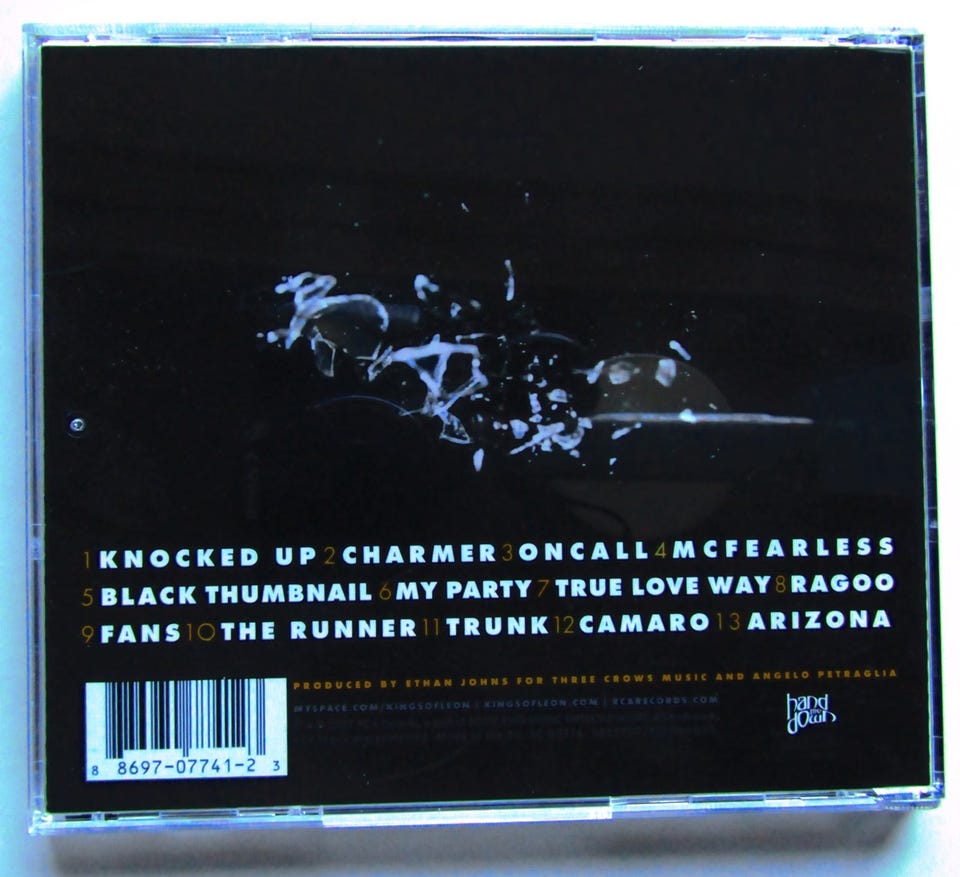 1 KNOCKED UP 2 CHARMER 3 ONCALL 4 MCFEARLESS
5 BLACK THUMBNAIL 6 MY PARTY 7 TRUE LOVE WAY 8 RAGOO
9 FANS 10 THE RUNNER 11 TRUNK 12 CAMARO 13 ARIZONA
PRODUCED BY ETHAN JOHNS FOR THREE CROWS MUSIC AND ANGELO PETRAGLIA
MYSPACE.COM/KINGSOFLEON | KINGSOFLEON.COM | RCARECORDS.COM
hand
me
down
8 8697-07741-2 3